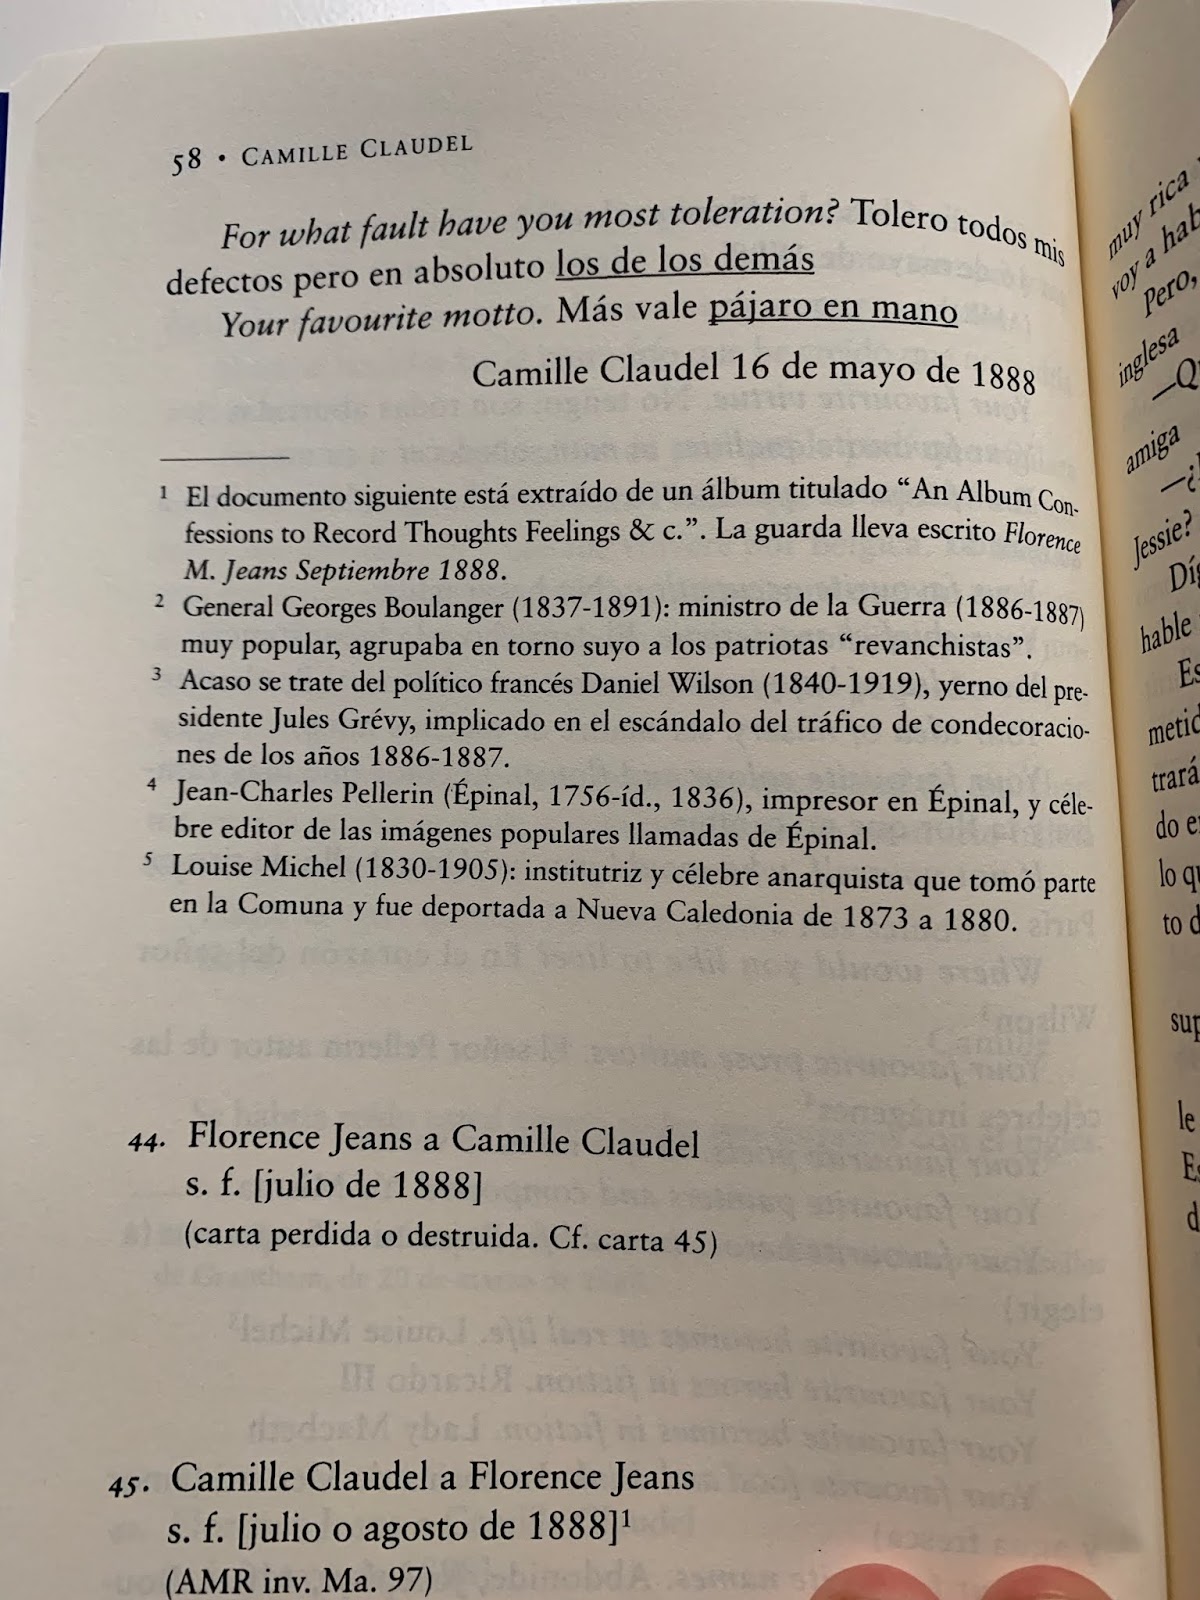 58 • CAMILLE CLAUDEL
For what fault have you most toleration? Tolero todos mis
defectos pero en absoluto los de los demás
Your favourite motto. Más vale pájaro en mano
Camille Claudel 16 de mayo de 1888
1 El documento siguiente está extraído de un álbum titulado “An Album Con-
fessions to Record Thoughts Feelings & c.”. La guarda lleva escrito Florence
M. Jeans Septiembre 1888.
2 General Georges Boulanger (1837-1891): ministro de la Guerra (1886-1887)
muy popular, agrupaba en torno suyo a los patriotas “revanchistas”.
3 Acaso se trate del político francés Daniel Wilson (1840-1919), yerno del pre-
sidente Jules Grévy, implicado en el escándalo del tráfico de condecoracio-
nes de los años 1886-1887.
4 Jean-Charles Pellerin (Épinal, 1756-íd., 1836), impresor en Épinal, y céle-
bre editor de las imágenes populares llamadas de Épinal.
5 Louise Michel (1830-1905): institutriz y célebre anarquista que tomó parte
en la Comuna y fue deportada a Nueva Caledonia de 1873 a 1880.
44. Florence Jeans a Camille Claudel
s. f. [julio de 1888]
(carta perdida o destruida. Cf. carta 45)
45. Camille Claudel a Florence Jeans
s. f. [julio o agosto de 1888]1
(AMR inv. Ma. 97)
muy rica
voy a
Pero,
inglesa
amiga
Jessie?
hable
do
lo
to
le